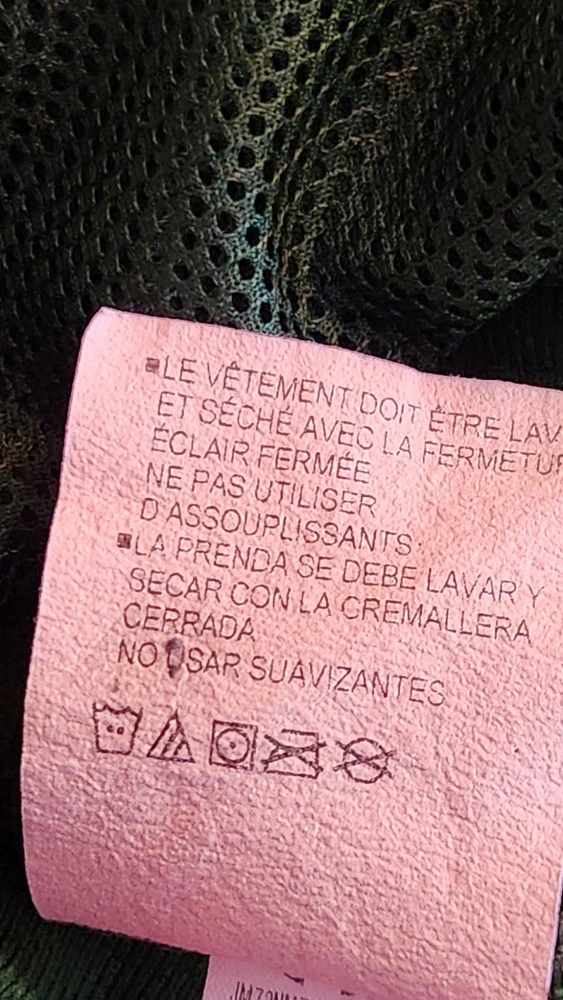 ▪LE VÊTEMENT DOIT ÊTRE LAV
ET SÉCHÉ AVEC LA FERMETUR
ÉCLAIR FERMÉE
NE PAS UTILISER
D'ASSOUPLISSANTS.
▪LA PRENDA SE DEBE LAVAR Y
SECAR CON LA CREMALLERA
CERRADA
NO USAR SUAVIZANTES